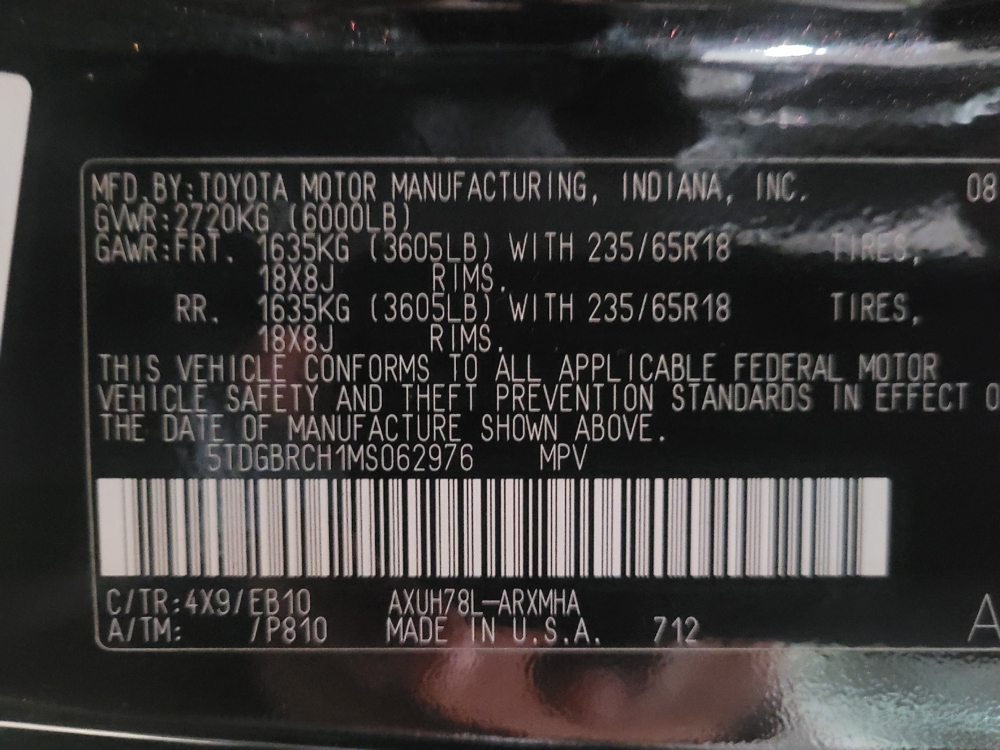 MFD.BY:TOYOTA MOTOR MANUFACTURING, INDIANA, INC. 08
GVWR:2720KG (6000LB)
GAWR:FRT. 1635KG (3605LB) WITH 235/65R18 TIRES,
18X8J RIMS.
RR. 1635KG (3605LB) WITH 235/65R18 TIRES,
18X8J RIMS.
THIS VEHICLE CONFORMS TO ALL APPLICABLE FEDERAL MOTOR
VEHICLE SAFETY AND THEFT PREVENTION STANDARDS IN EFFECT O
THE DATE OF MANUFACTURE SHOWN ABOVE.
5TDGBRCH1MS062976 MPV
C/TR:4X9/EB10 AXUH78L-ARXMHA
A/TM: /P810 MADE IN U.S.A. 712 A